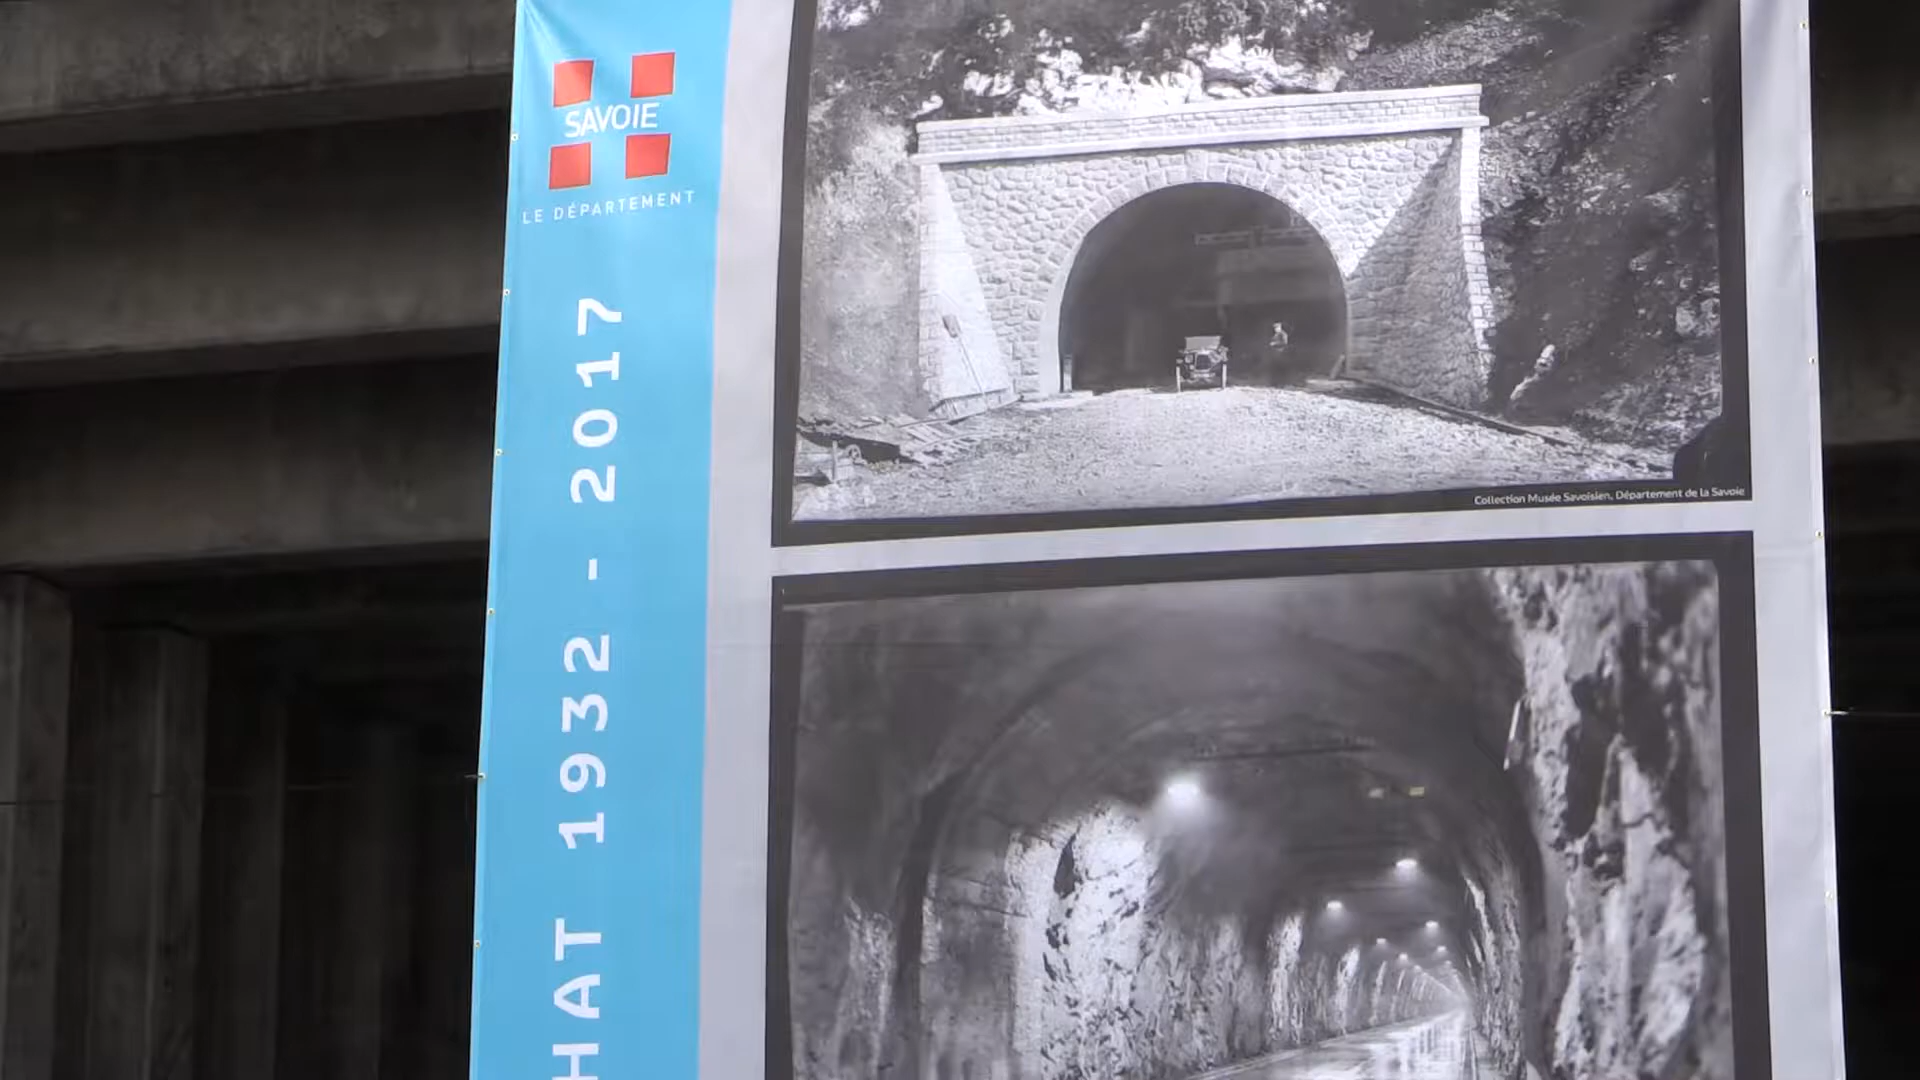 SAVOIE
LE DÉPARTEMENT
HAT 1932 - 2017
Collection Musée Savoisien, Département de la Savoie